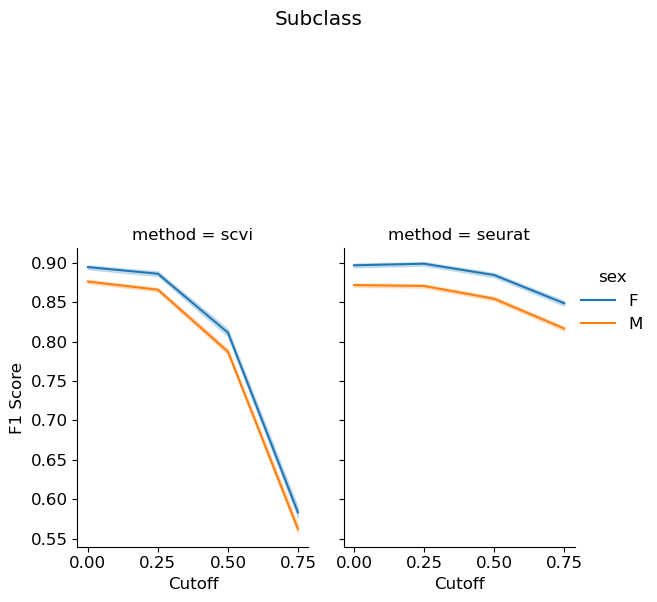 Subclass
method = scvi
method = seurat
F1 Score
0.90
0.85
0.80
0.75
0.70
0.65
0.60
0.55
0.00 0.25 0.50 0.75
Cutoff
0.00 0.25 0.50 0.75
Cutoff
sex
F
M